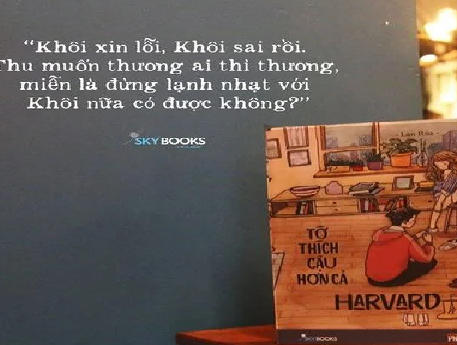 “Khôi xin lỗi, Khôi sai rồi.
Thu muốn thương ai thì thương,
miễn là đừng lạnh nhạt với
Khôi nữa có được không?”
SKYBOOKS
Lan Rùa
TỚ
THÍCH
CẬU
HƠN CẢ
HARVARD
SKYBOOKS